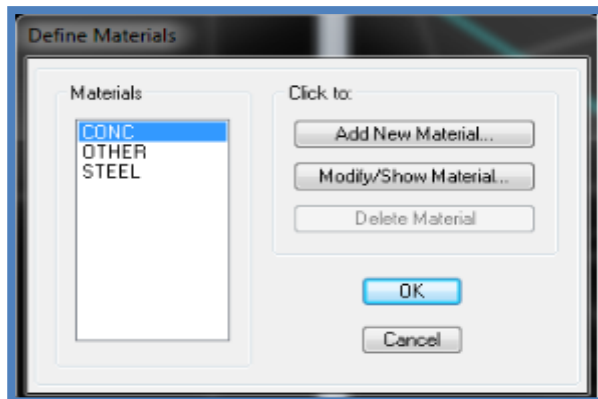 Define Materials
Materials
CONC
OTHER
STEEL
Click to:
Add New Material...
Modify/Show Material...
Delete Material
OK
Cancel